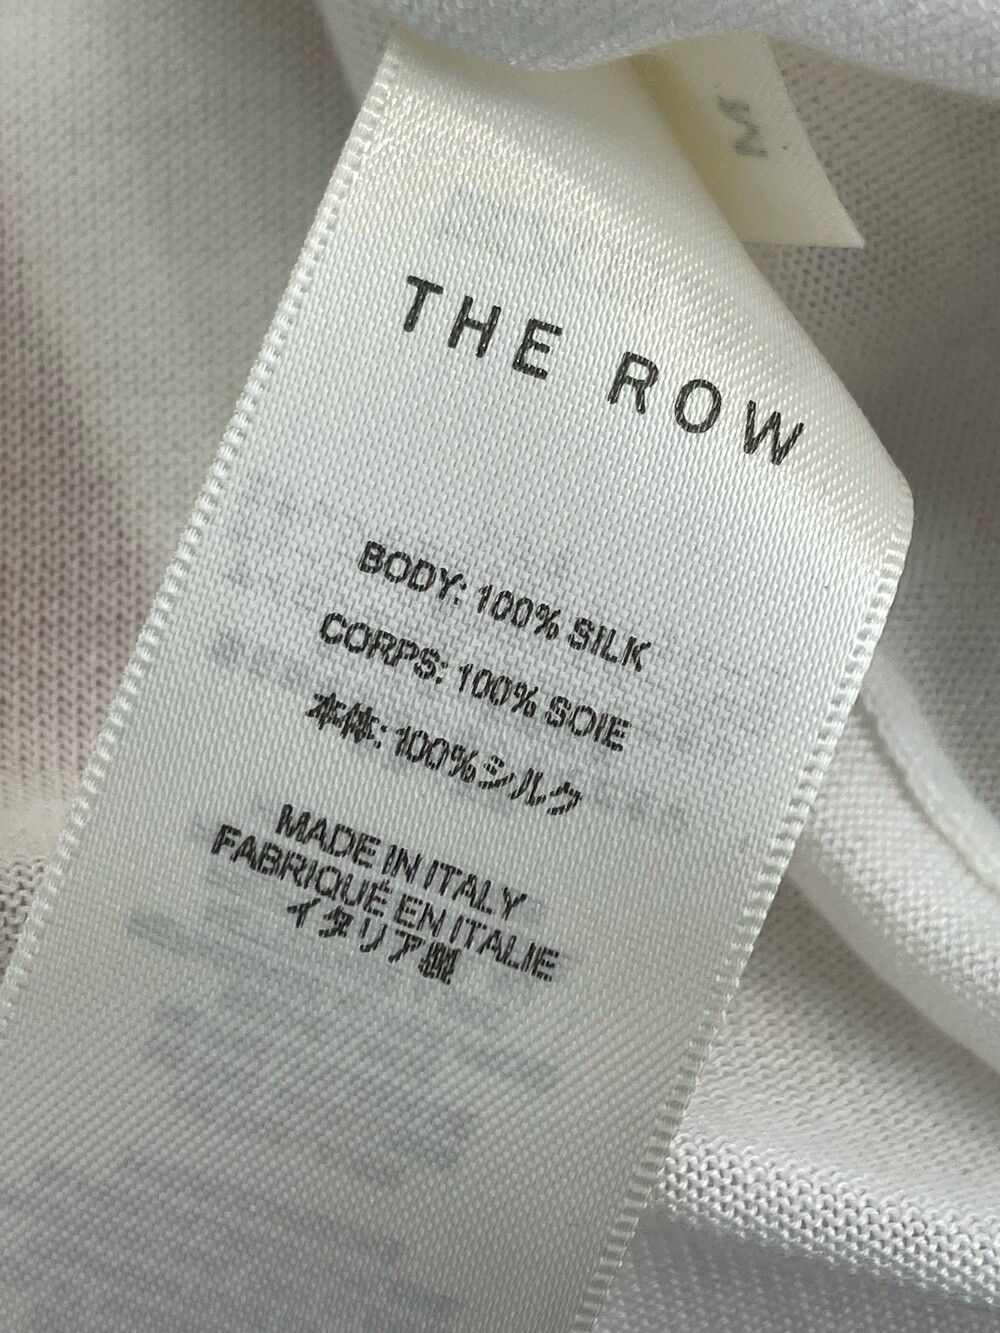 M
THE ROW
BODY: 100% SILK
CORPS: 100% SOIE
本体: 100%シルク
MADE IN ITALY
FABRIQUÉ EN ITALIE
イタリア製